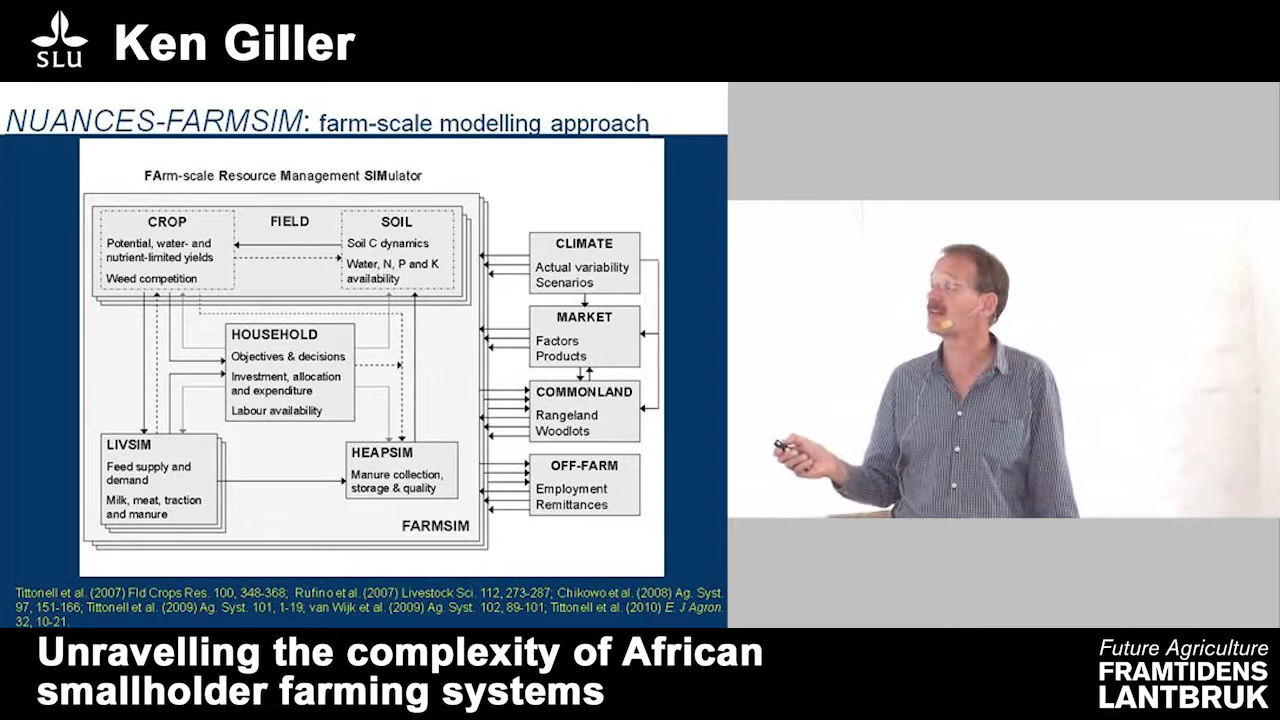 SLU
Ken Giller
NUANCES-FARMSIM: farm-scale modelling approach
FArm-scale Resource Management SIMulator
CROP
Potential, water- and
nutrient-limited yields
Weed competition
FIELD
SOIL
Soil C dynamics
Water, N, P and K
availability
HOUSEHOLD
Objectives & decisions
Investment, allocation
and expenditure
Labour availability
LIVSIM
Feed supply and
demand
Milk, meat, traction
and manure
HEAPSIM
Manure collection,
storage & quality
FARMSIM
CLIMATE
Actual variability
Scenarios
MARKET
Factors
Products
COMMONLAND
Rangeland
Woodlots
OFF-FARM
Employment
Remittances
Tittonell et al. (2007) Fld Crops Res. 100, 348-368; Rufino et al. (2007) Livestock Sci. 112, 273-287; Chikowo et al. (2008) Ag. Syst.
97, 151-166; Tittonell et al. (2009) Ag. Syst. 101, 1-19; van Wijk et al. (2009) Ag. Syst. 102, 89-101; Tittonell et al. (2010) E. J Agron.
32, 10-21.
Unravelling the complexity of African
smallholder farming systems
Future Agriculture
FRAMTIDENS
LANTBRUK